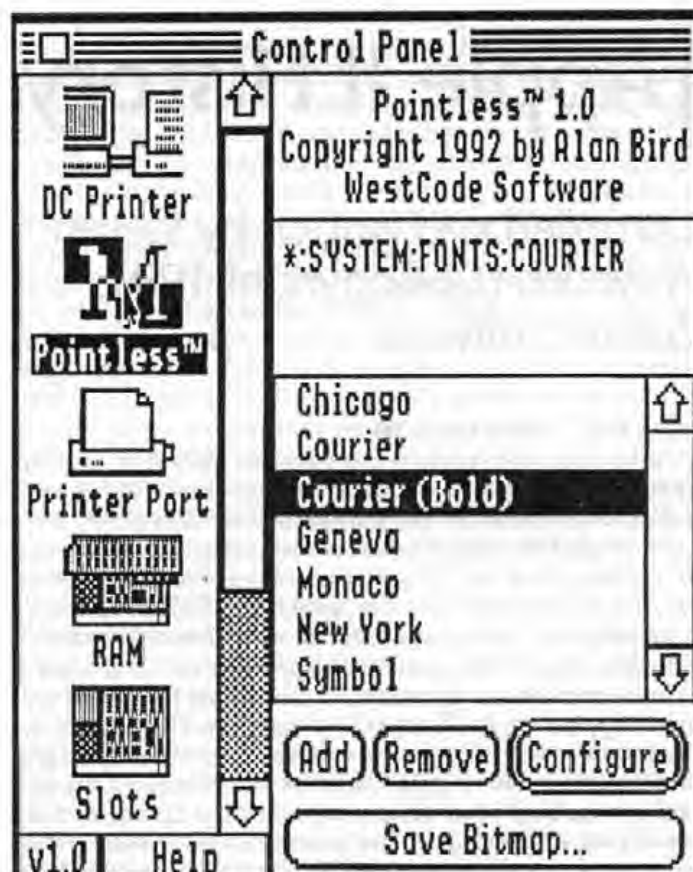 Control Panel
DC Printer
Pointless™
Printer Port
RAM
Slots
v1.0
Help
Pointless™ 1.0
Copyright 1992 by Alan Bird
WestCode Software
*:SYSTEM:FONTS:COURIER
Chicago
Courier
Courier (Bold)
Geneva
Monaco
New York
Symbol
Add
Remove
Configure
Save Bitmap...